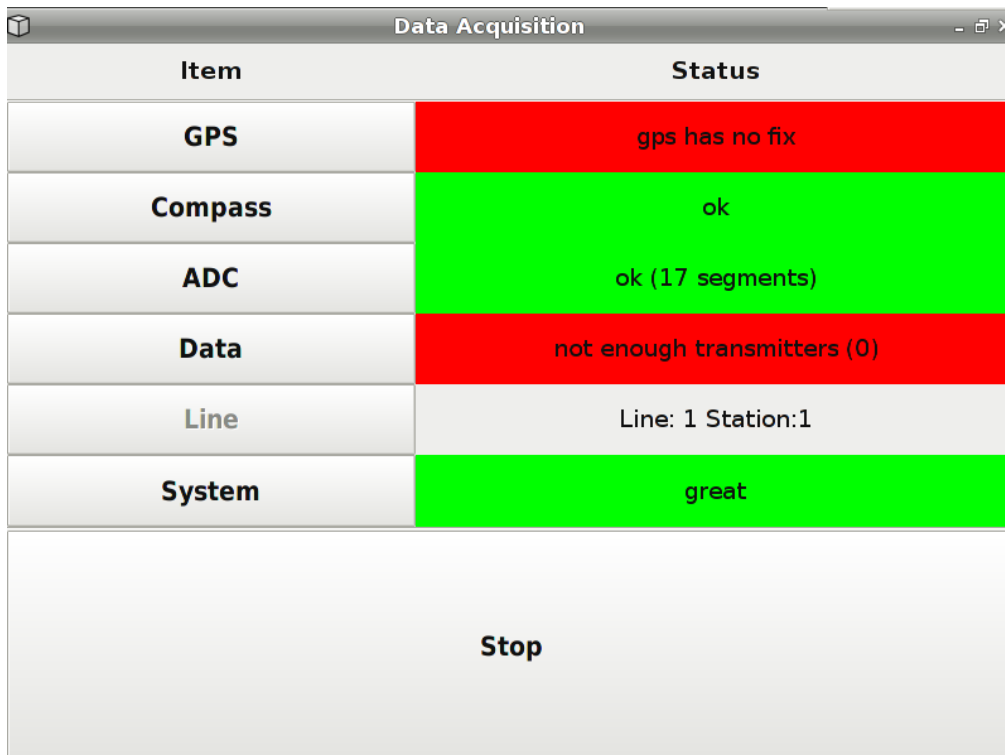 Data Acquisition
Item Status
GPS gps has no fix
Compass ok
ADC ok (17 segments)
Data not enough transmitters (0)
Line Line: 1 Station:1
System great
Stop